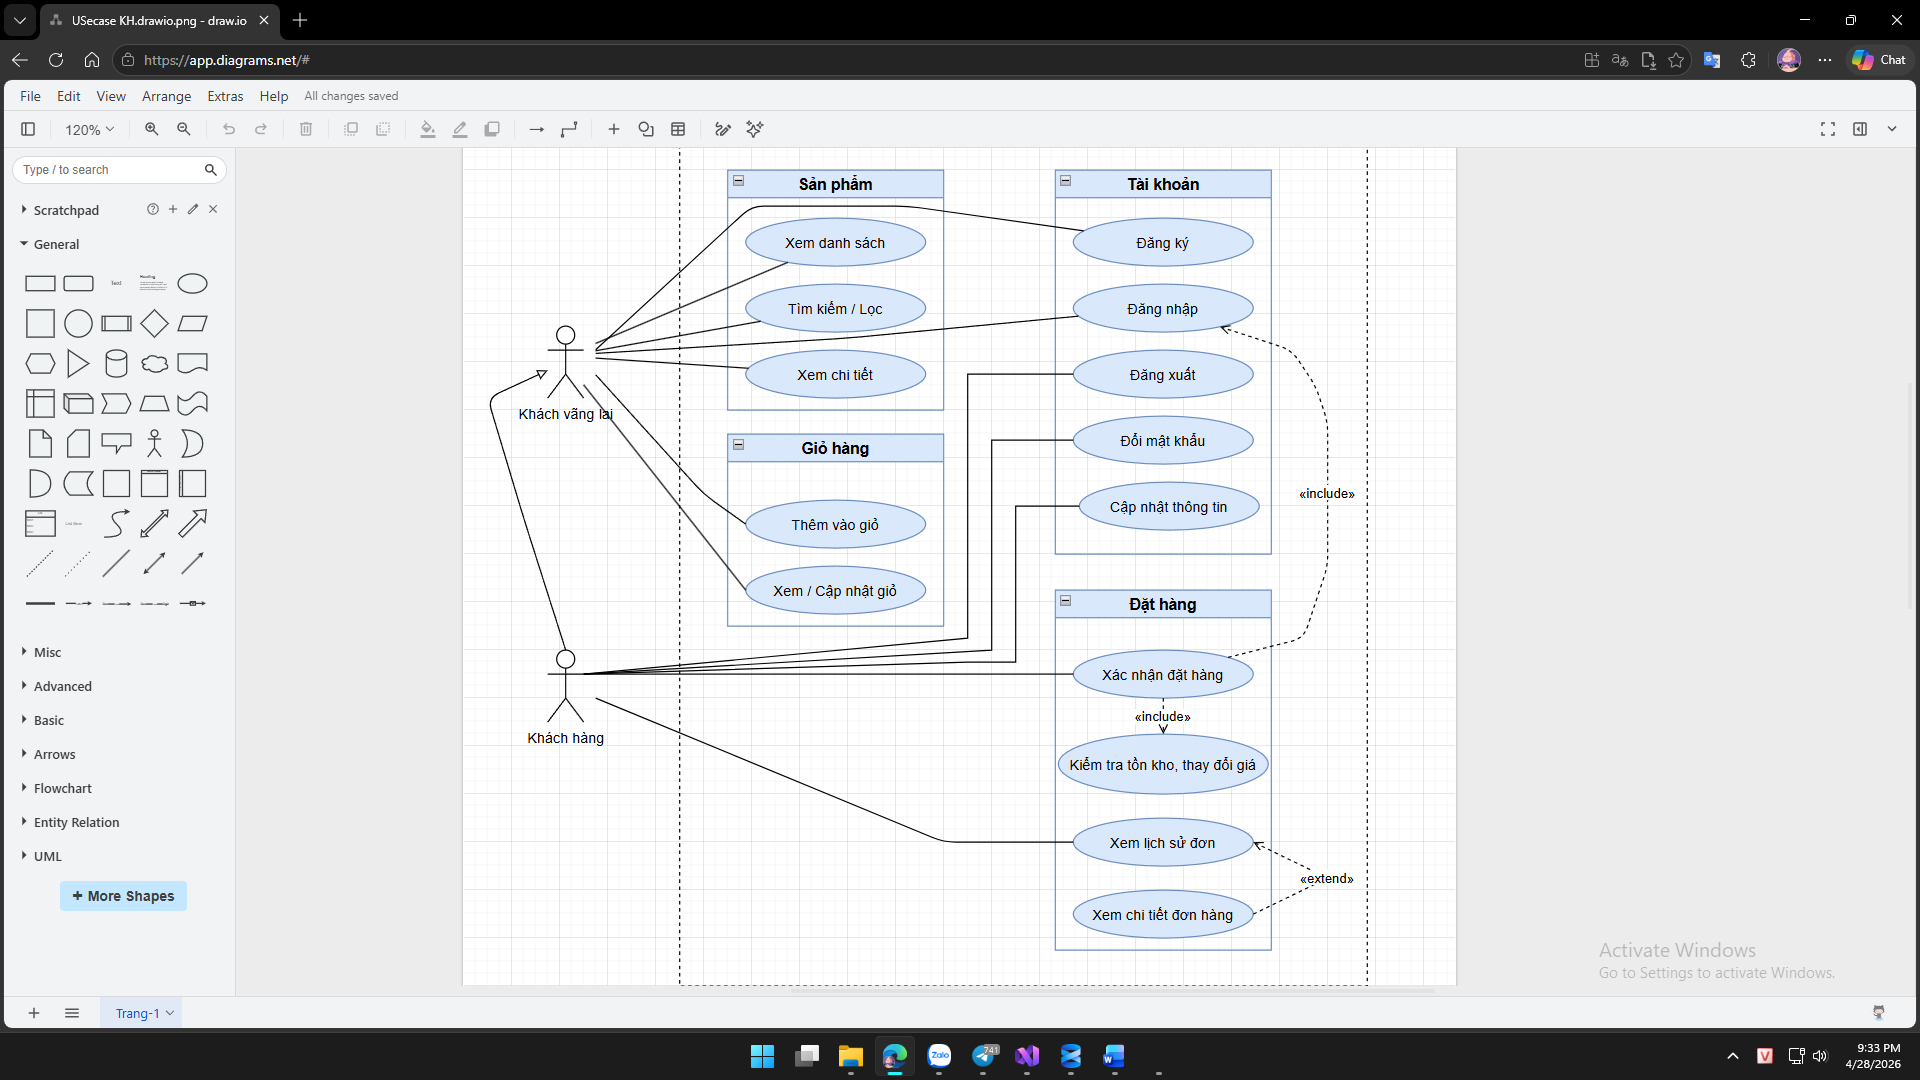 USecase KH.drawio.png - draw.io
https://app.diagrams.net/#
Chat
File Edit View Arrange Extras Help All changes saved
120%
Type / to search
Scratchpad
General
Text
Heading
Misc
Advanced
Basic
Arrows
Flowchart
Entity Relation
UML
+ More Shapes
Sản phẩm
Xem danh sách
Tìm kiếm / Lọc
Xem chi tiết
Giỏ hàng
Thêm vào giỏ
Xem / Cập nhật giỏ
Khách vãng lai
Khách hàng
Tài khoản
Đăng ký
Đăng nhập
Đăng xuất
Đổi mật khẩu
Cập nhật thông tin
«include»
Đặt hàng
Xác nhận đặt hàng
«include»
Kiểm tra tồn kho, thay đổi giá
Xem lịch sử đơn
«extend»
Xem chi tiết đơn hàng
Activate Windows
Go to Settings to activate Windows.
Trang-1
Zalo
741
V
9:33 PM
4/28/2026